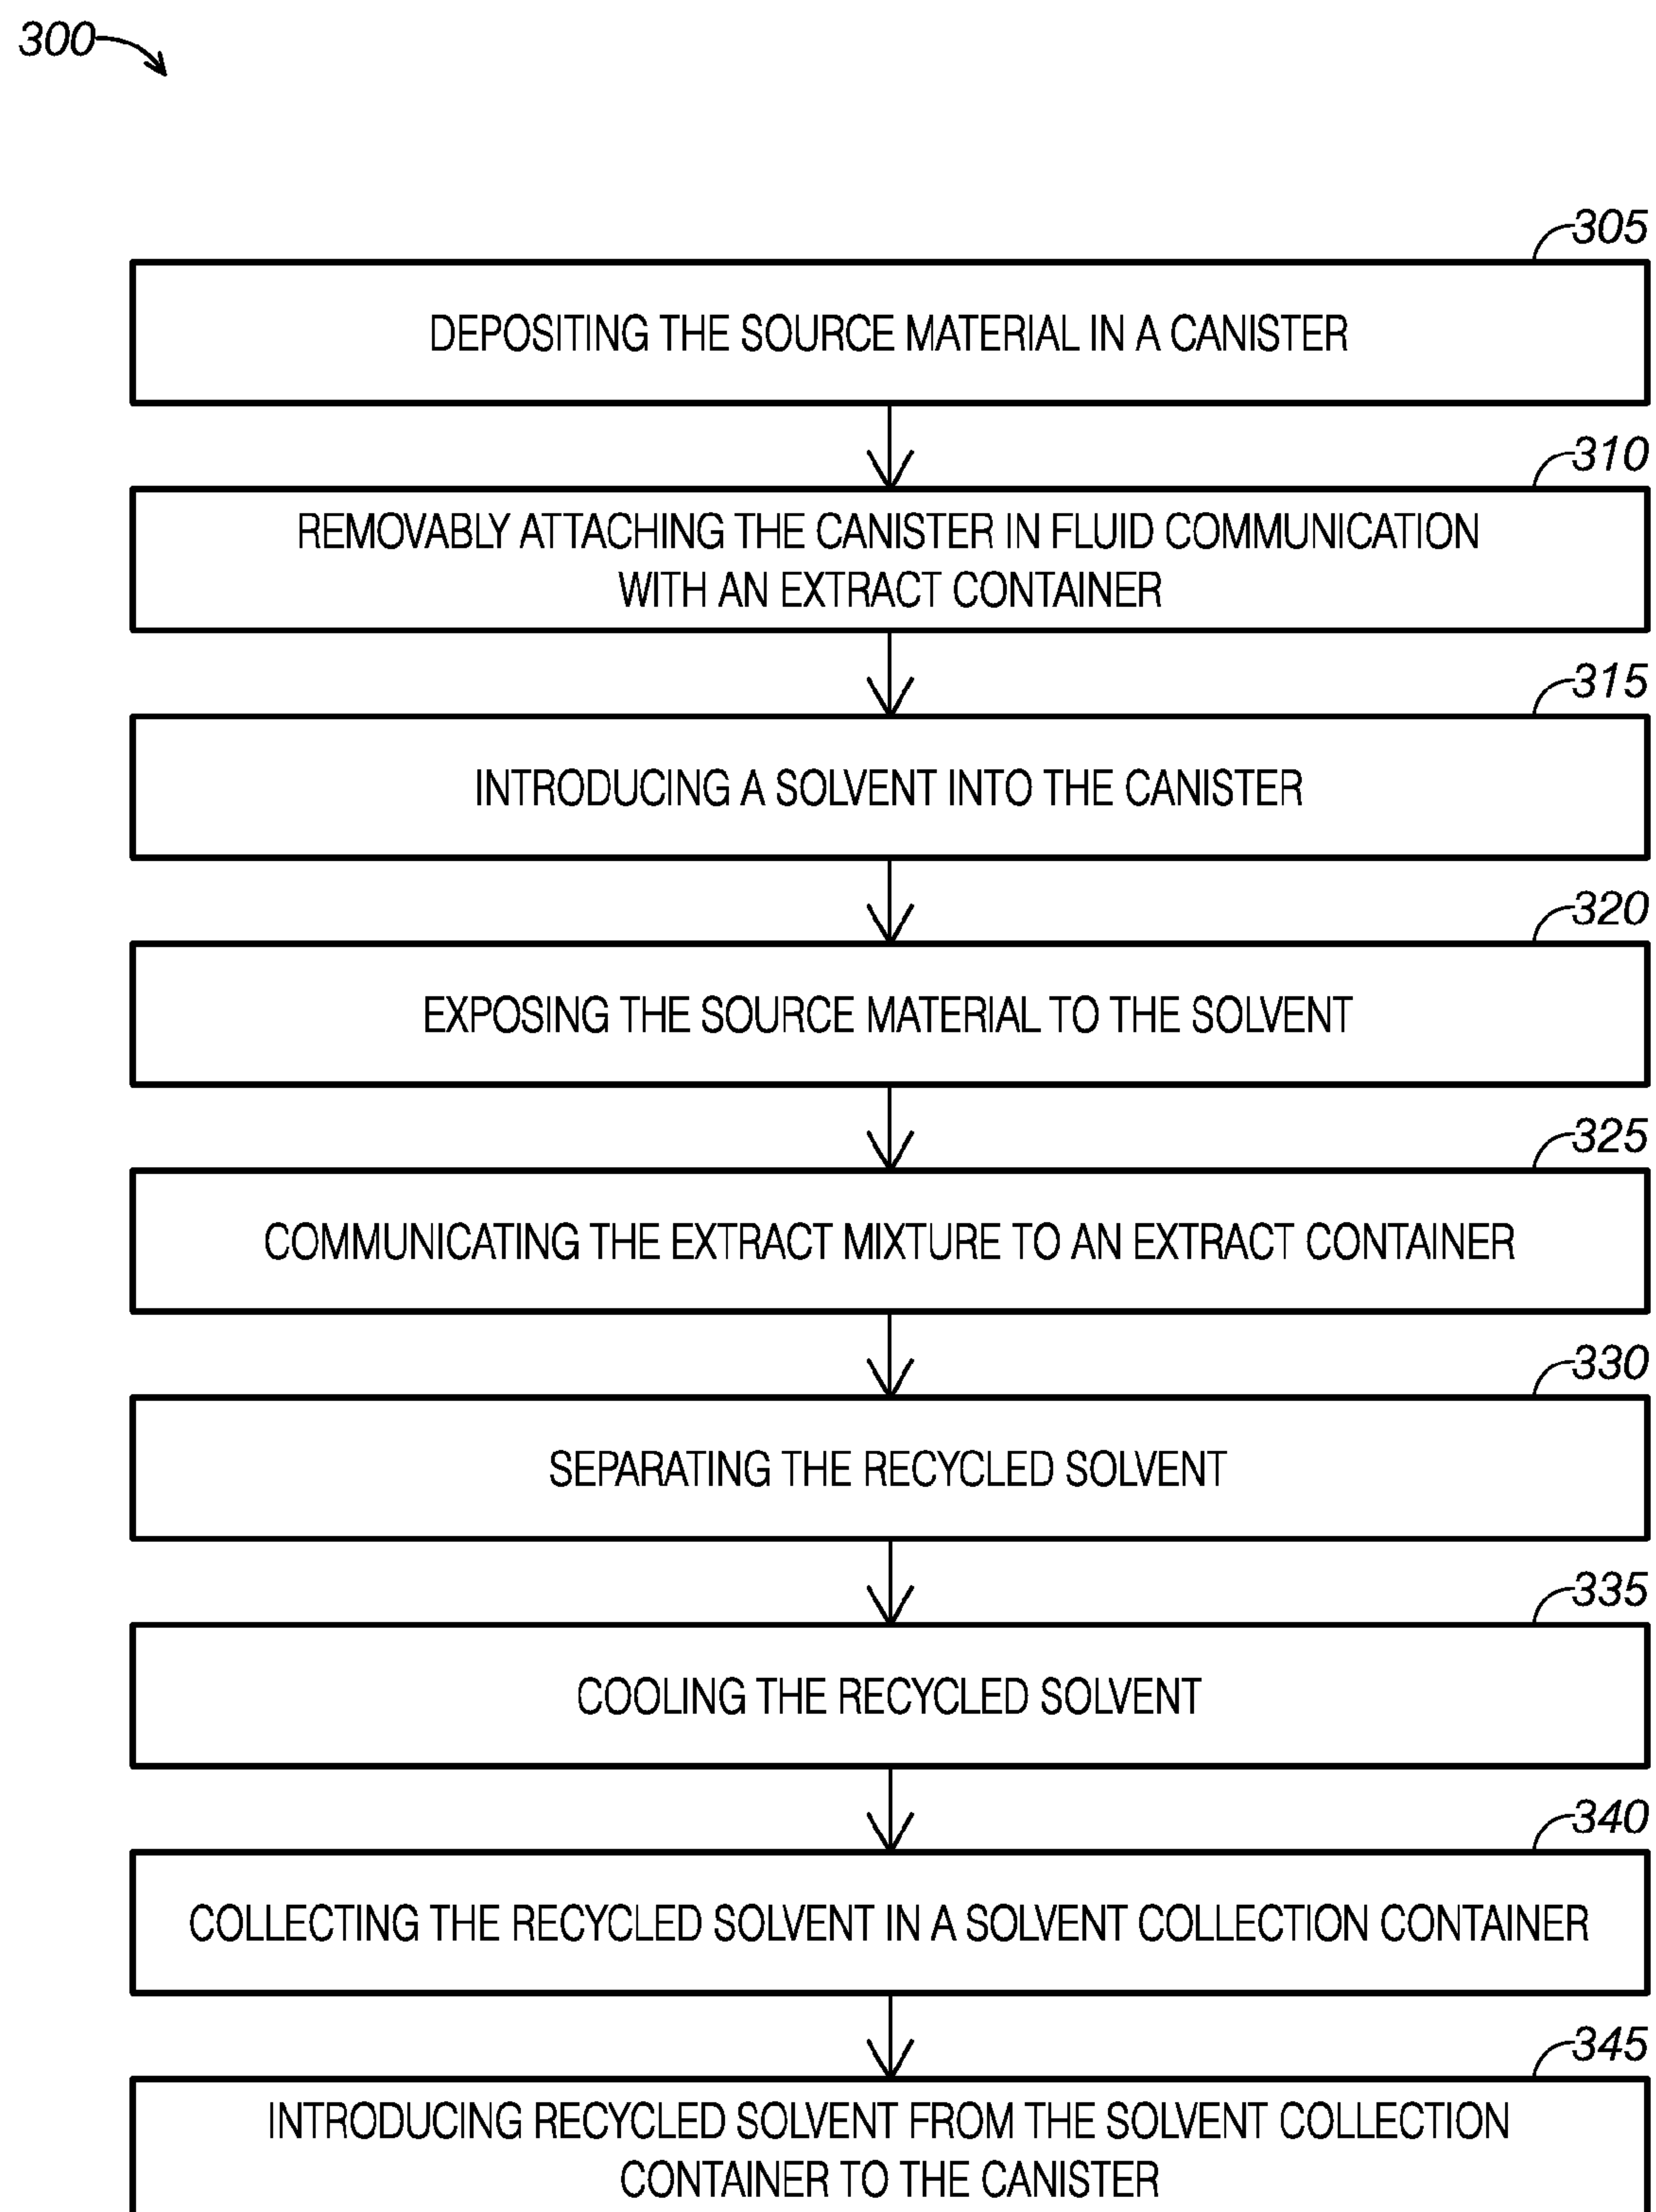 300
305
DEPOSITING THE SOURCE MATERIAL IN A CANISTER
310
REMOVABLY ATTACHING THE CANISTER IN FLUID COMMUNICATION
WITH AN EXTRACT CONTAINER
315
INTRODUCING A SOLVENT INTO THE CANISTER
320
EXPOSING THE SOURCE MATERIAL TO THE SOLVENT
325
COMMUNICATING THE EXTRACT MIXTURE TO AN EXTRACT CONTAINER
330
SEPARATING THE RECYCLED SOLVENT
335
COOLING THE RECYCLED SOLVENT
340
COLLECTING THE RECYCLED SOLVENT IN A SOLVENT COLLECTION CONTAINER
345
INTRODUCING RECYCLED SOLVENT FROM THE SOLVENT COLLECTION
CONTAINER TO THE CANISTER